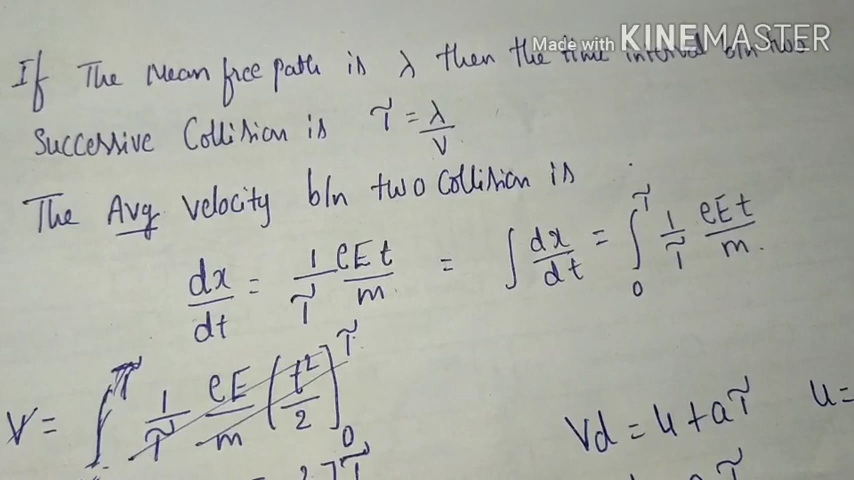 Made with KINEMASTER
If The Mean free path is λ then the time interval b/n two
Successive Collision is τ = λ/v
The Avg velocity b/n two Collision is
dx/dt = 1/τ eEt/m = ∫ dx/dt = ∫₀^τ 1/τ eEt/m.
V = ∫ 1/τ eE/m (t²/2]₀^τ
Vd = u + aτ u =